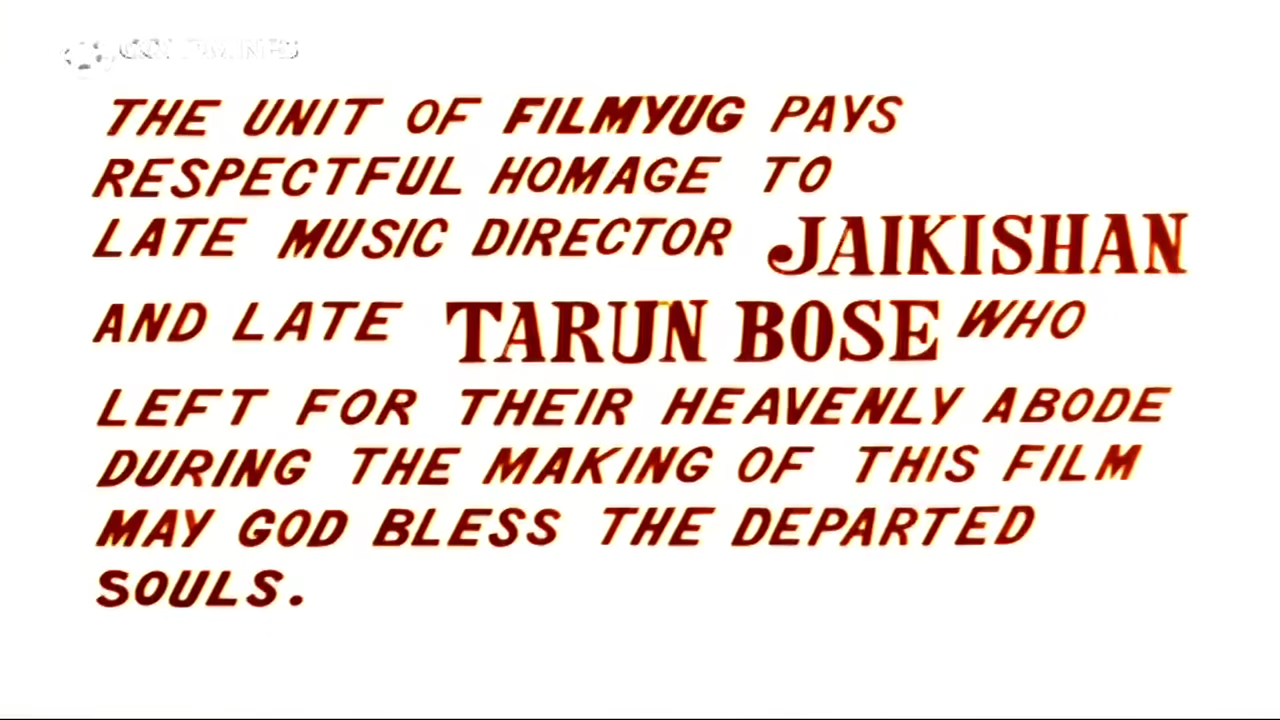 THE UNIT OF FILMYUG PAYS
RESPECTFUL HOMAGE TO
LATE MUSIC DIRECTOR JAIKISHAN
AND LATE TARUN BOSE WHO
LEFT FOR THEIR HEAVENLY ABODE
DURING THE MAKING OF THIS FILM
MAY GOD BLESS THE DEPARTED
SOULS.